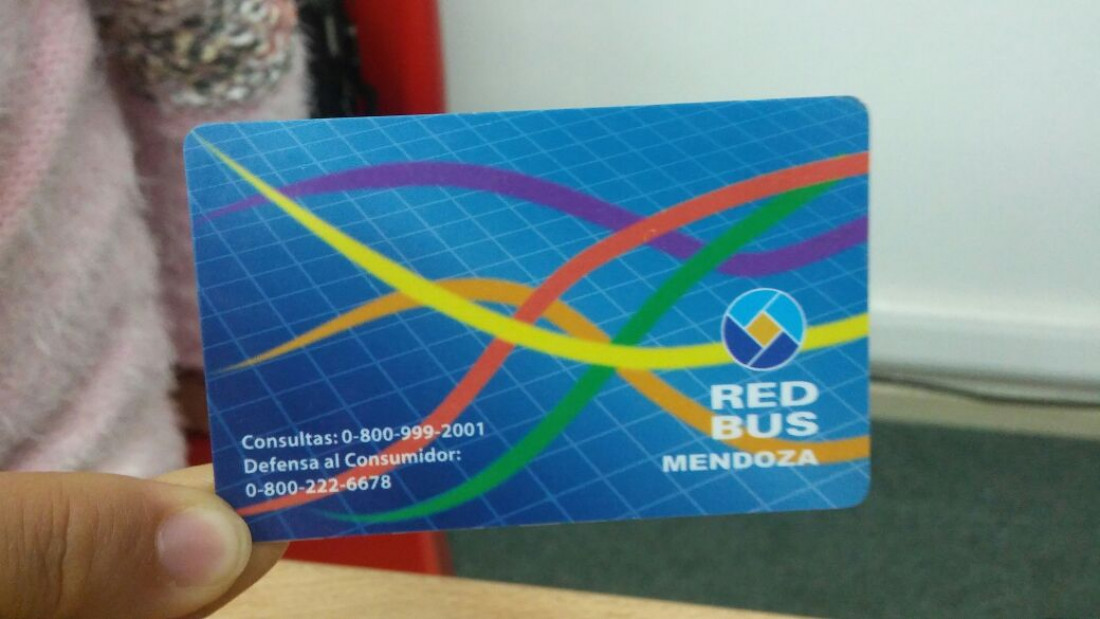 Consultas: 0-800-999-2001
Defensa al Consumidor:
0-800-222-6678
RED
BUS
MENDOZA